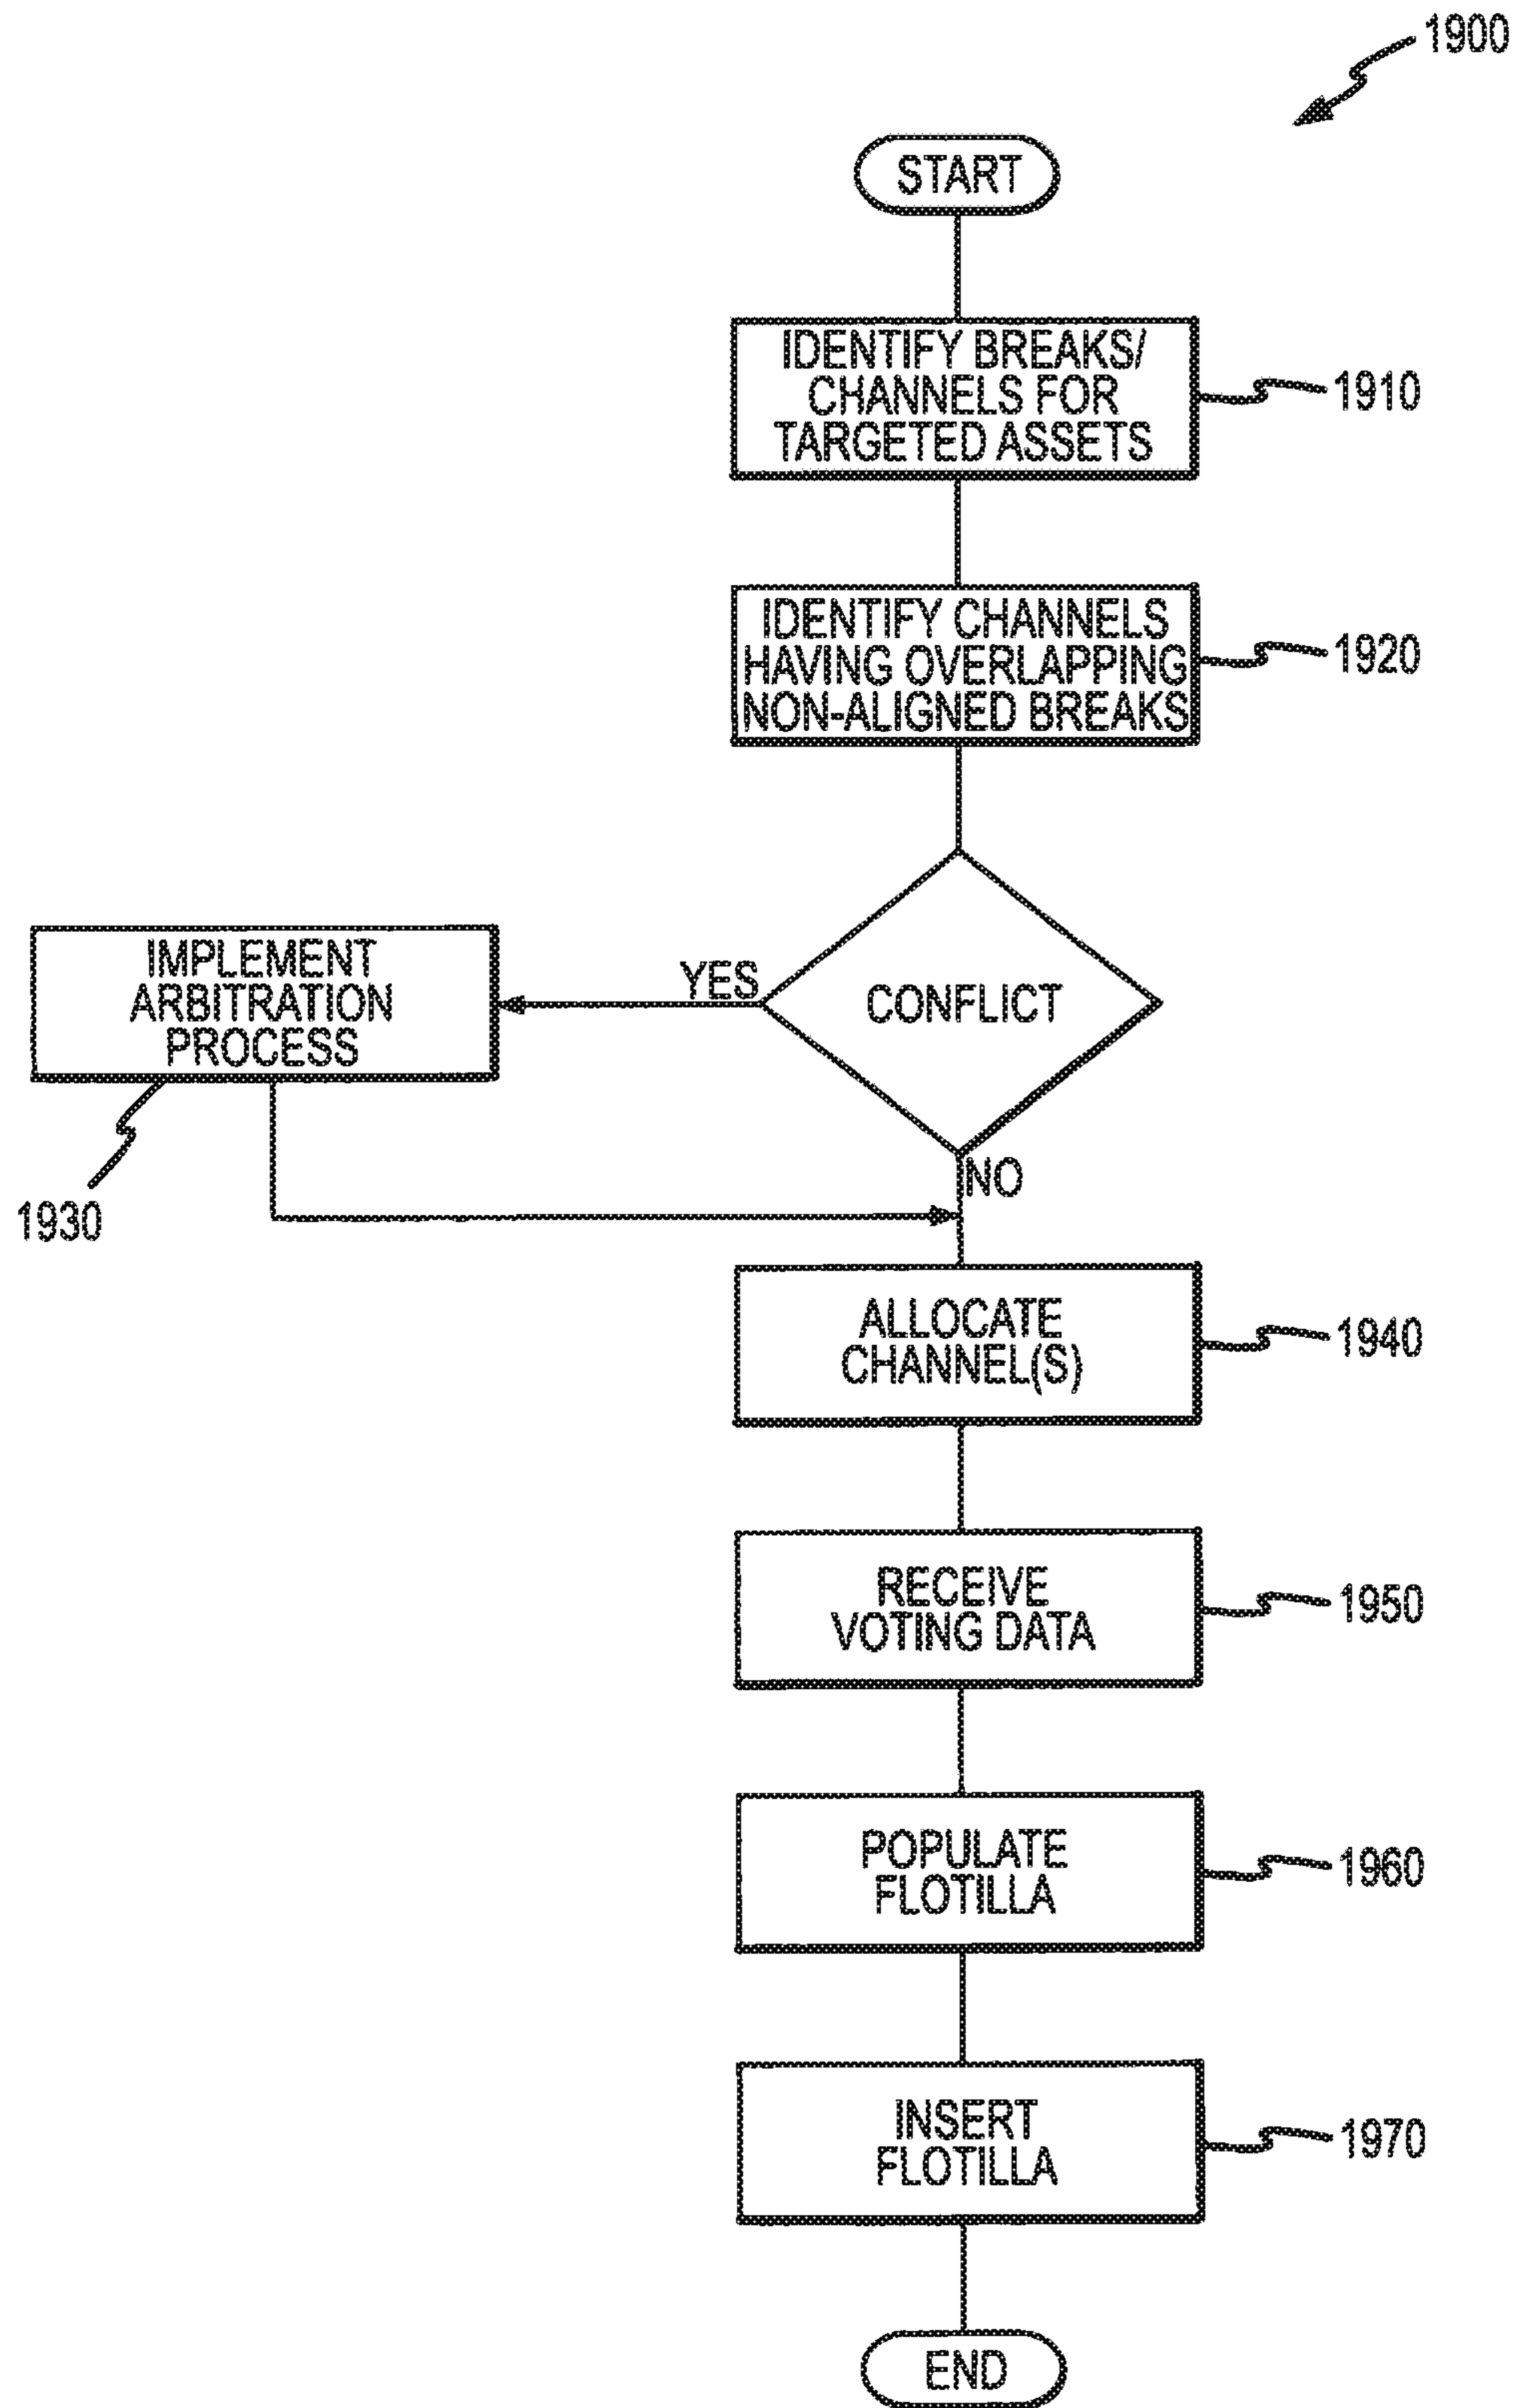 1900
START
IDENTIFY BREAKS/
CHANNELS FOR
TARGETED ASSETS
1910
IDENTIFY CHANNELS
HAVING OVERLAPPING
NON-ALIGNED BREAKS
1920
CONFLICT
YES
IMPLEMENT
ARBITRATION
PROCESS
1930
NO
ALLOCATE
CHANNEL(S)
1940
RECEIVE
VOTING DATA
1950
POPULATE
FLOTILLA
1960
INSERT
FLOTILLA
1970
END